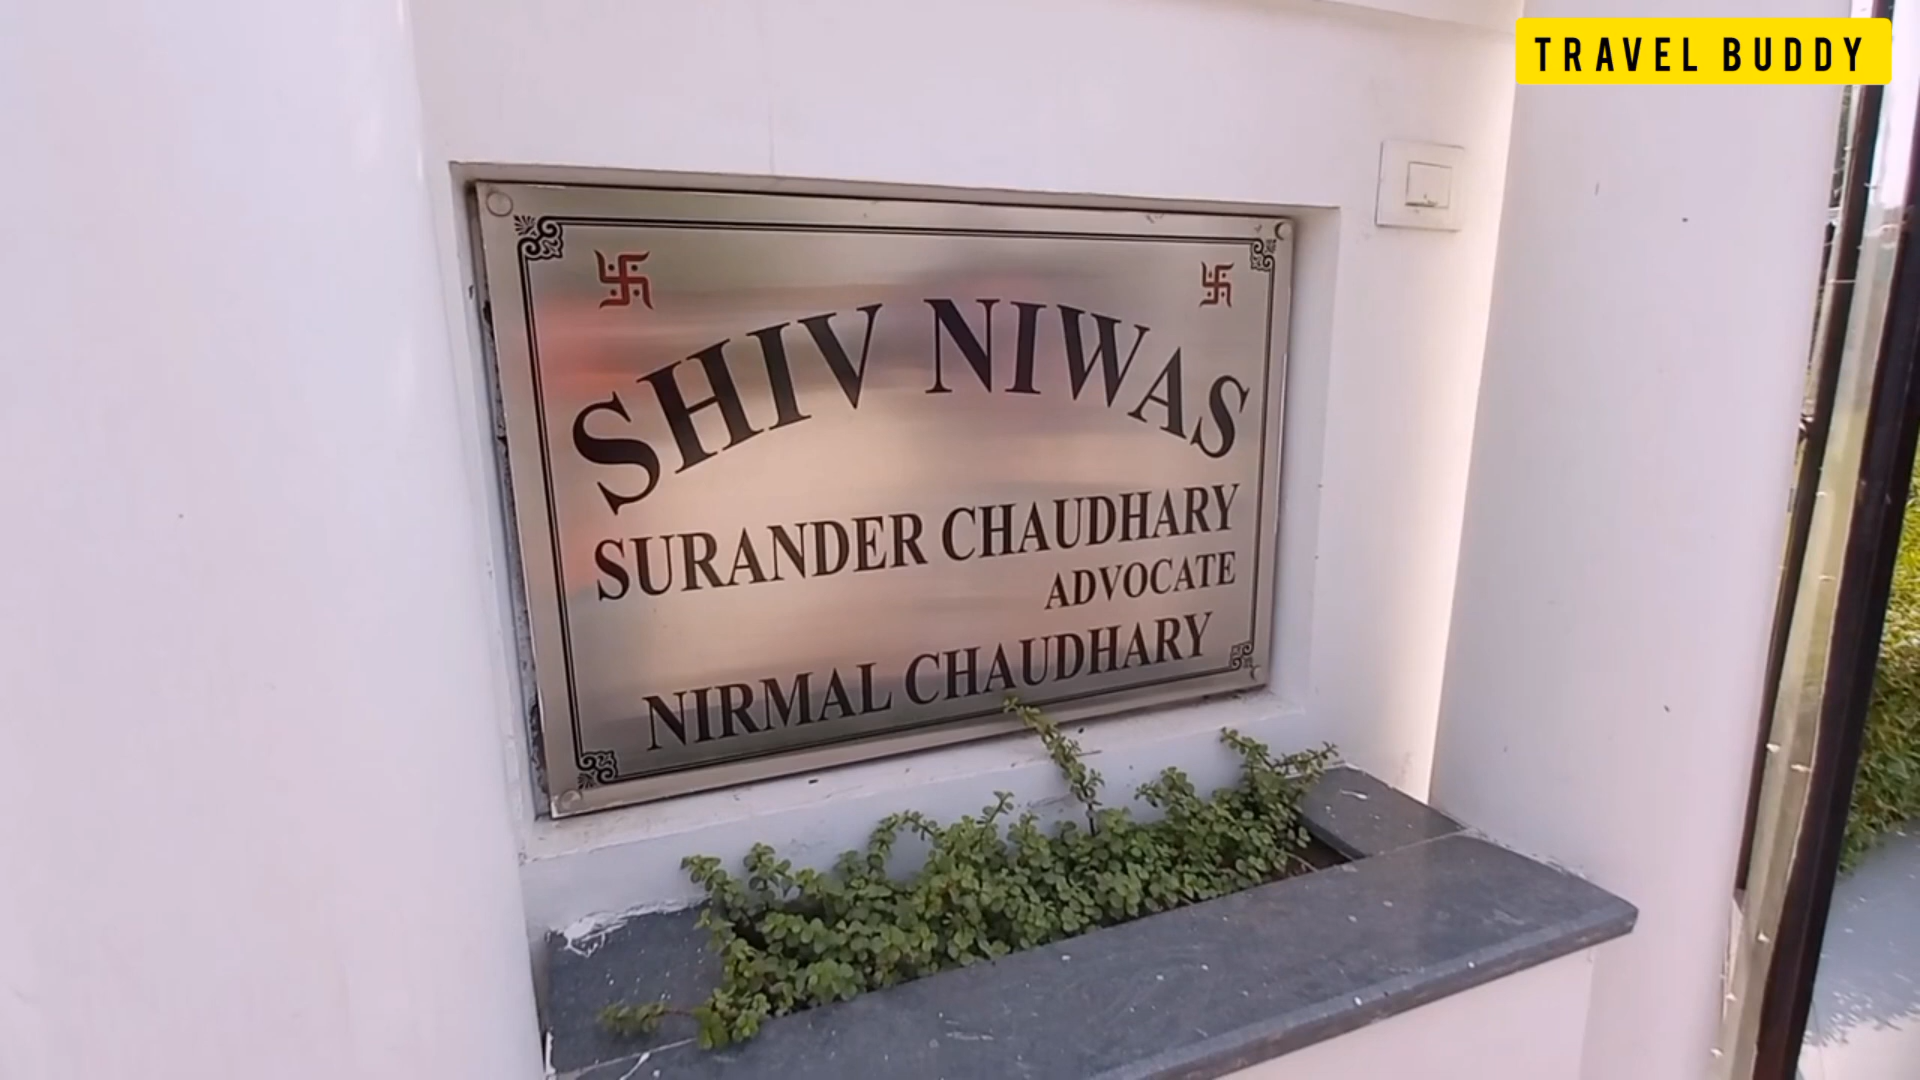 TRAVEL BUDDY
SHIV NIWAS
SURANDER CHAUDHARY
ADVOCATE
NIRMAL CHAUDHARY